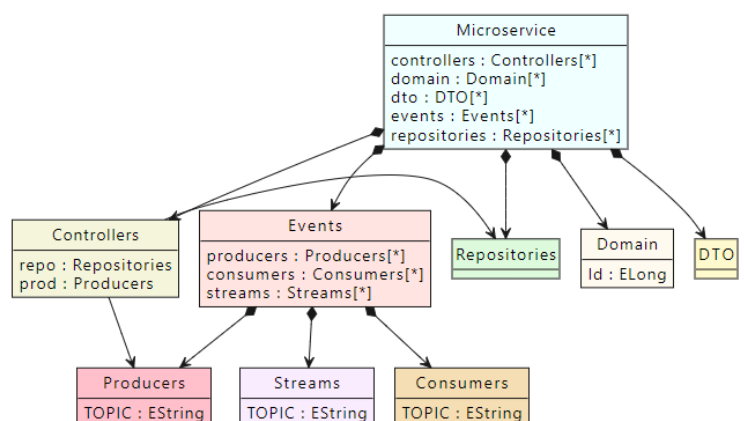 Microservice
controllers : Controllers[*]
domain : Domain[*]
dto : DTO[*]
events : Events[*]
repositories : Repositories[*]
Controllers
repo : Repositories
prod : Producers
Events
producers : Producers[*]
consumers : Consumers[*]
streams : Streams[*]
Repositories
Domain
Id : ELong
DTO
Producers
TOPIC : EString
Streams
TOPIC : EString
Consumers
TOPIC : EString